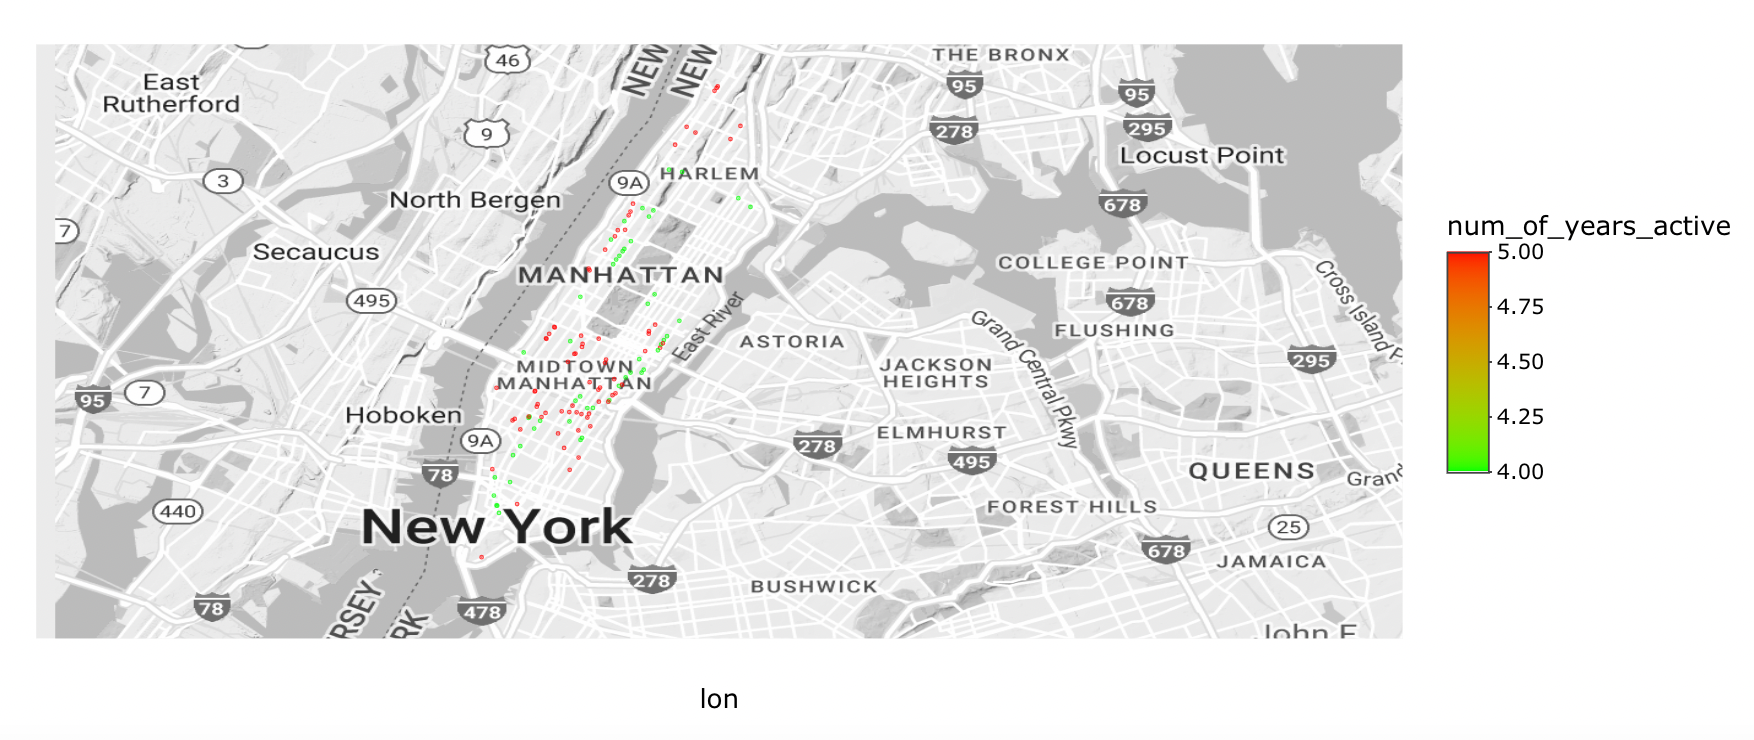 46
NEW
NEW
THE BRONX
East
Rutherford
95
95
9
278
295
Locust Point
3
9A
HARLEM
North Bergen
678
7
num_of_years_active
Secaucus
5.00
MANHATTAN
COLLEGE POINT
Cross Island P
495
678
4.75
East River
Grand Central Pkwy
FLUSHING
ASTORIA
295
4.50
MIDTOWN
MANHATTAN
JACKSON
HEIGHTS
95
7
Hoboken
4.25
9A
278
ELMHURST
495
78
QUEENS
Grand
4.00
440
New York
FOREST HILLS
25
678
JAMAICA
278
BUSHWICK
78
478
RSEY
RK
John F
lon